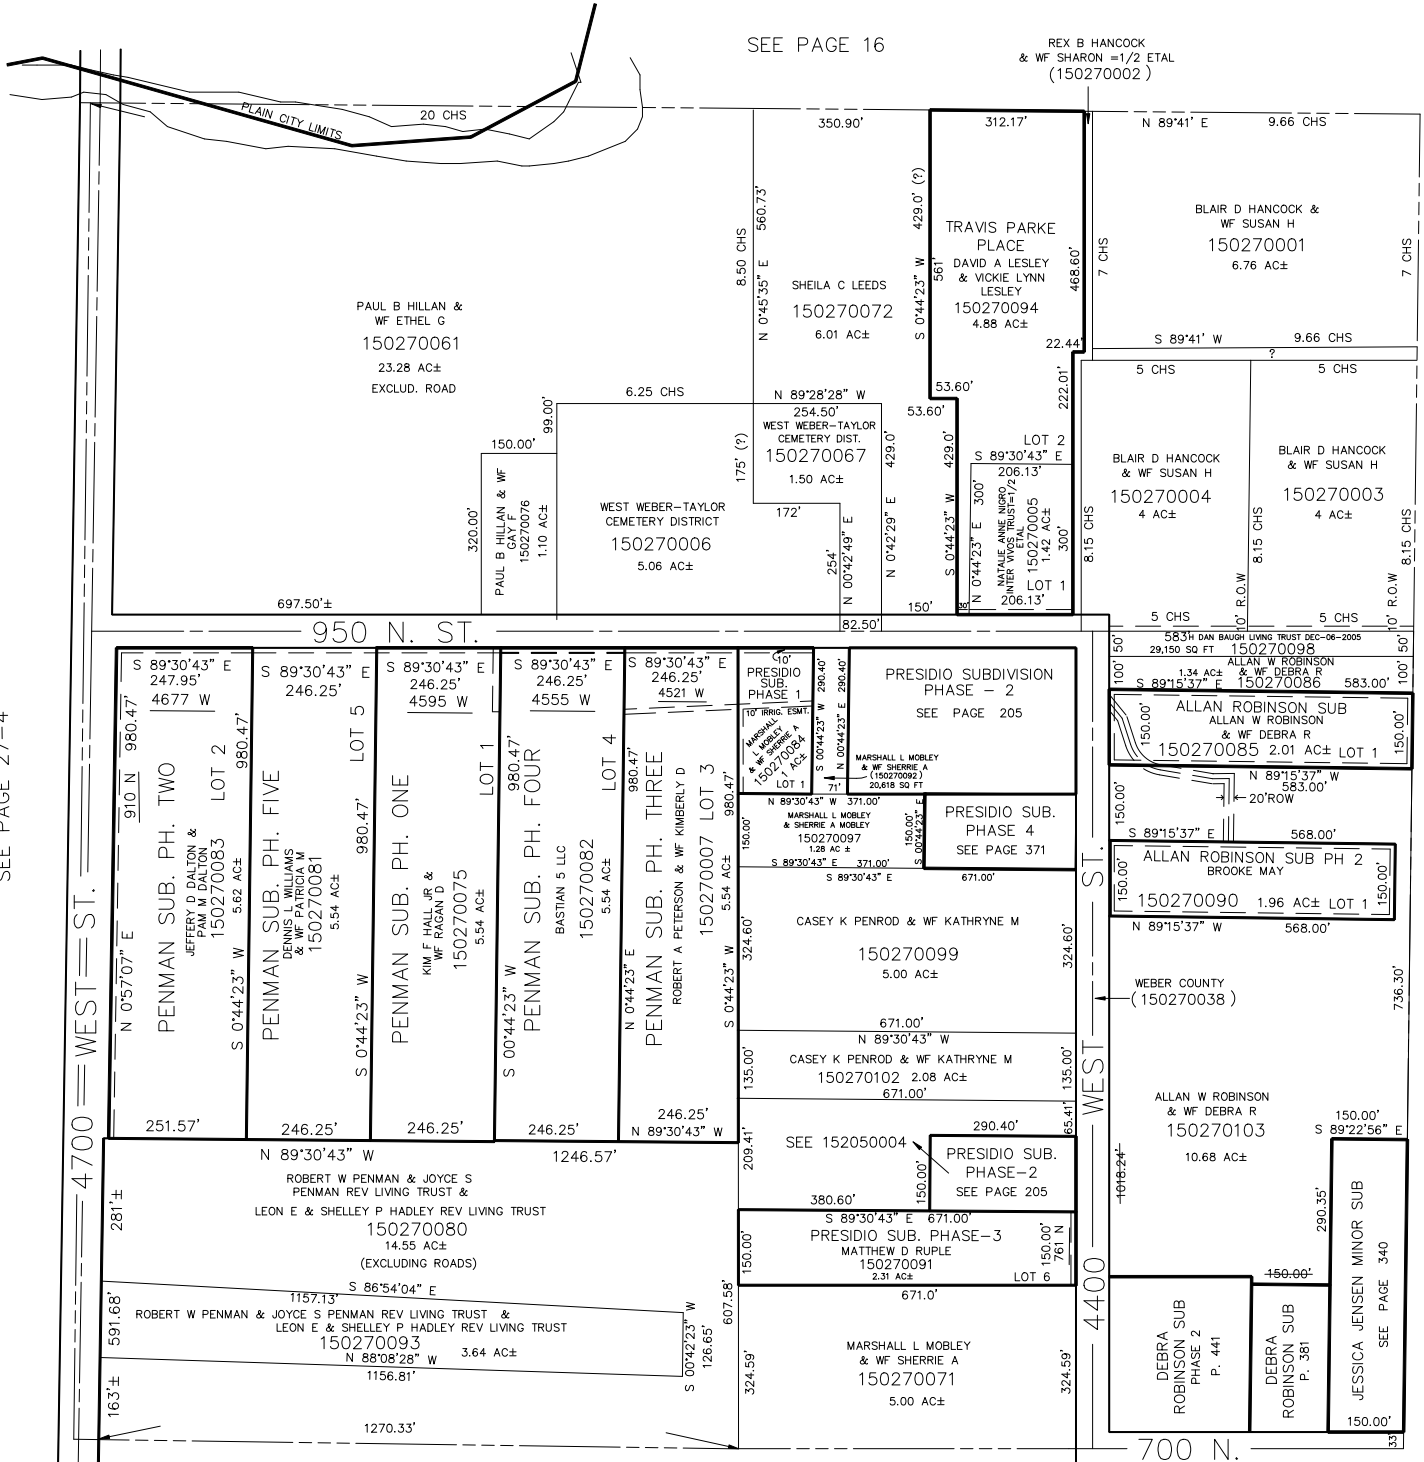 SEE PAGE 16
REX B HANCOCK
& WF SHARON =1/2 ETAL
(150270002 )
PLAIN CITY LIMITS
20 CHS
350.90'
312.17'
N 89°41' E
9.66 CHS
8.50 CHS
N 0°45'35" E 560.73'
S 0°44'23" W 429.0' (?)
561'
468.60'
7 CHS
7 CHS
TRAVIS PARKE
PLACE
DAVID A LESLEY
& VICKIE LYNN
LESLEY
150270094
4.88 AC±
BLAIR D HANCOCK &
WF SUSAN H
150270001
6.76 AC±
SHEILA C LEEDS
150270072
6.01 AC±
PAUL B HILLAN &
WF ETHEL G
150270061
23.28 AC±
EXCLUD. ROAD
22.44'
222.01'
S 89°41' W
9.66 CHS
?
5 CHS
5 CHS
6.25 CHS
99.00'
N 89°28'28" W
254.50'
53.60'
53.60'
WEST WEBER-TAYLOR
CEMETERY DIST.
150270067
1.50 AC±
175' (?)
172'
254'
N 00°42'49" E
N 0°42'29" E
429.0'
S 0°44'23" W
429.0'
150.00'
320.00'
PAUL B HILLAN & WF
GAY F
150270076
1.10 AC±
WEST WEBER-TAYLOR
CEMETERY DISTRICT
150270006
5.06 AC±
LOT 2
S 89°30'43" E
206.13'
N 0°44'23" E 300'
NATALIE ANNE NIGRO
INTER VIVOS TRUST=1/2
ETAL
150270005
1.42 AC±
300'
LOT 1
206.13'
30'
BLAIR D HANCOCK
& WF SUSAN H
150270004
4 AC±
BLAIR D HANCOCK
& WF SUSAN H
150270003
4 AC±
8.15 CHS
8.15 CHS
8.15 CHS
10' R.O.W
10' R.O.W
5 CHS
5 CHS
697.50'±
150'
82.50'
950 N. ST.
SEE PAGE 27-4
4700 WEST ST.
S 89°30'43" E
247.95'
4677 W
910 N
980.47'
N 0°57'07" E
PENMAN SUB. PH. TWO
JEFFERY D DALTON &
PAM M DALTON
150270083
5.62 AC±
LOT 2
980.47'
S 0°44'23" W
251.57'
S 89°30'43" E
246.25'
PENMAN SUB. PH. FIVE
DENNIS L WILLIAMS
& WF PATRICIA M
150270081
5.54 AC±
LOT 5
980.47'
S 0°44'23" W
246.25'
S 89°30'43" E
246.25'
4595 W
PENMAN SUB. PH. ONE
KIM F HALL JR &
WF RAGAN D
150270075
5.54 AC±
LOT 1
246.25'
S 89°30'43" E
246.25'
4555 W
980.47'
S 00°44'23" W
PENMAN SUB. PH. FOUR
BASTIAN 5 LLC
150270082
5.54 AC±
LOT 4
246.25'
S 89°30'43" E
246.25'
4521 W
980.47'
N 0°44'23" E
PENMAN SUB. PH. THREE
ROBERT A PETERSON & WF KIMBERLY D
150270007 LOT 3
5.54 AC±
980.47'
S 0°44'23" W
246.25'
N 89°30'43" W
10'
PRESIDIO
SUB.
PHASE 1
10' IRRIG. ESMT.
MARSHALL
L MOBLEY
& WF SHERRIE A
150270084
1 AC±
LOT 1
S 00°44'23" W 290.40'
N 00°44'23" E 290.40'
71'
PRESIDIO SUBDIVISION
PHASE - 2
SEE PAGE 205
MARSHALL L MOBLEY
& WF SHERRIE A
(150270092)
20,618 SQ FT
N 89°30'43" W 371.00'
MARSHALL L MOBLEY
& SHERRIE A MOBLEY
150270097
1.28 AC ±
150.00'
150.00'
S 00°44'23" E
S 89°30'43" E 371.00'
PRESIDIO SUB.
PHASE 4
SEE PAGE 371
S 89°30'43" E
671.00'
CASEY K PENROD & WF KATHRYNE M
150270099
5.00 AC±
324.60'
324.60'
671.00'
N 89°30'43" W
CASEY K PENROD & WF KATHRYNE M
150270102 2.08 AC±
671.00'
135.00'
135.00'
65.41'
209.41'
SEE 152050004
290.40'
PRESIDIO SUB.
PHASE-2
SEE PAGE 205
150.00'
380.60'
S 89°30'43" E 671.00'
PRESIDIO SUB. PHASE-3
MATTHEW D RUPLE
150270091
2.31 AC±
LOT 6
150.00'
150.00'
761 N
671.0'
MARSHALL L MOBLEY
& WF SHERRIE A
150270071
5.00 AC±
324.59'
324.59'
4400 WEST ST.
50'
583'
H DAN BAUGH LIVING TRUST DEC-06-2005
29,150 SQ FT 150270098
50'
100'
ALLAN W ROBINSON
1.34 AC± & WF DEBRA R
S 89°15'37" E 150270086 583.00'
100'
ALLAN ROBINSON SUB
ALLAN W ROBINSON
& WF DEBRA R
150270085 2.01 AC± LOT 1
150.00'
150.00'
N 89°15'37" W
583.00'
20'ROW
150.00'
S 89°15'37" E
568.00'
ALLAN ROBINSON SUB PH 2
BROOKE MAY
150270090 1.96 AC± LOT 1
150.00'
150.00'
N 89°15'37" W
568.00'
WEBER COUNTY
(150270038 )
736.30'
ALLAN W ROBINSON
& WF DEBRA R
150270103
10.68 AC±
1018.24'
150.00'
S 89°22'56" E
290.35'
150.00'
JESSICA JENSEN MINOR SUB
SEE PAGE 340
150.00'
DEBRA
ROBINSON SUB
PHASE 2
P. 441
DEBRA
ROBINSON SUB
P. 381
33'
700 N.
N 89°30'43" W
1246.57'
ROBERT W PENMAN & JOYCE S
PENMAN REV LIVING TRUST &
LEON E & SHELLEY P HADLEY REV LIVING TRUST
150270080
14.55 AC±
(EXCLUDING ROADS)
281'±
S 86°54'04" E
1157.13'
ROBERT W PENMAN & JOYCE S PENMAN REV LIVING TRUST &
LEON E & SHELLEY P HADLEY REV LIVING TRUST
150270093
3.64 AC±
N 88°08'28" W
1156.81'
591.68'
S 00°42'23" W
126.65'
607.58'
163'±
1270.33'